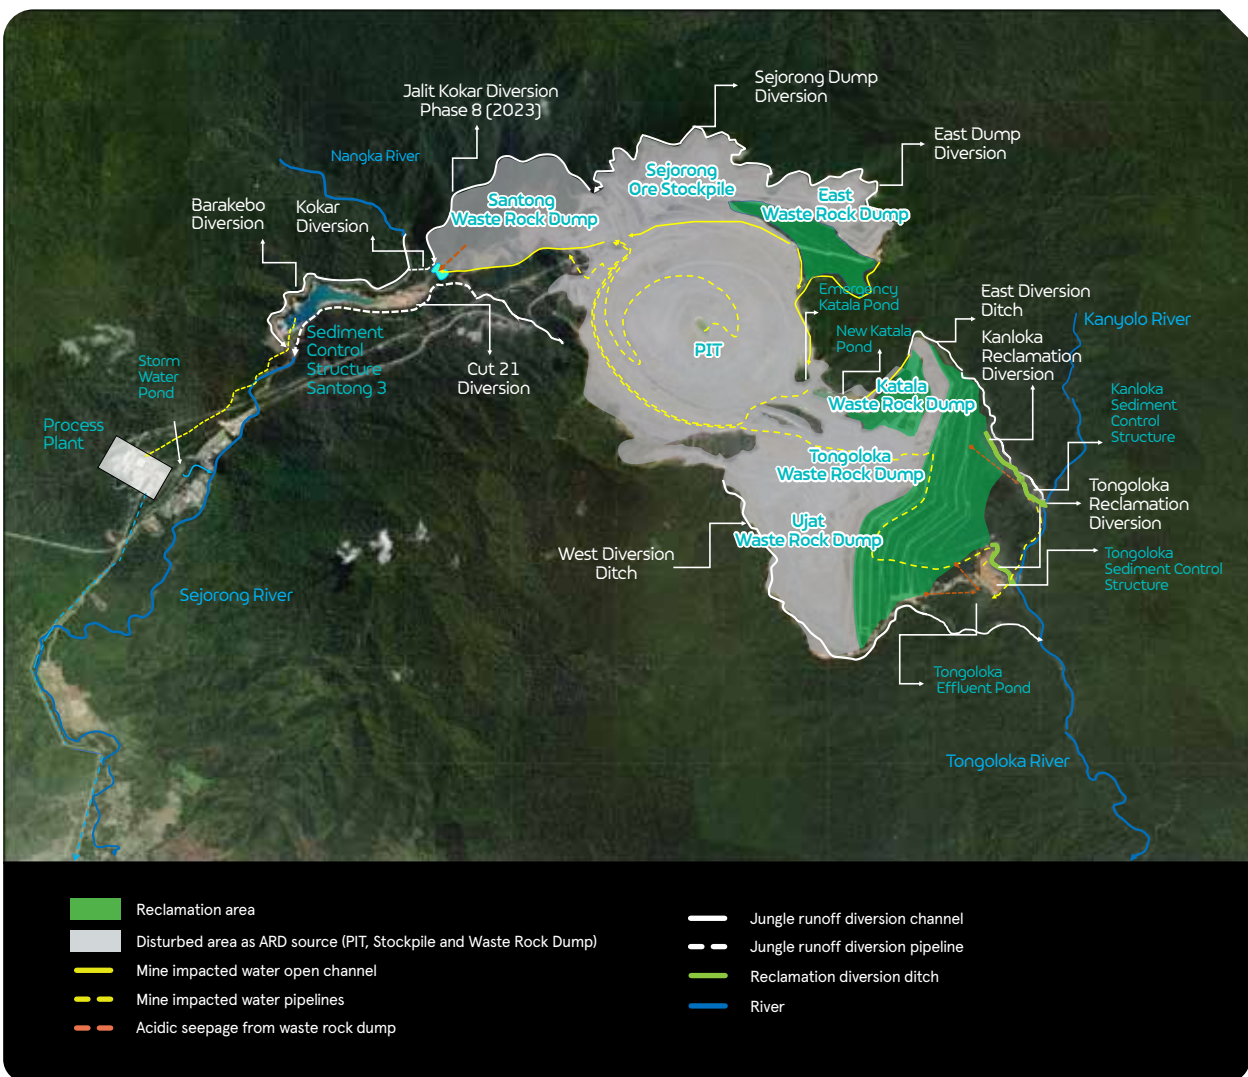 Sejorong Dump
Diversion
Jalit Kokar Diversion
Phase 8 (2023)
East Dump
Diversion
Nangka River
Sejorong
Ore Stockpile
Santong
Waste Rock Dump
East
Waste Rock Dump
Barakebo
Diversion
Kokar
Diversion
Emergency
Katala Pond
East Diversion
Ditch
Kanyolo River
New Katala
Pond
Kanloka
Reclamation
Diversion
Sediment
Control
Structure
Santong 3
PIT
Storm
Water
Pond
Cut 21
Diversion
Katala
Waste Rock Dump
Kanloka
Sediment
Control
Structure
Process
Plant
Tongoloka
Waste Rock Dump
Tongoloka
Reclamation
Diversion
Ujat
Waste Rock Dump
West Diversion
Ditch
Tongoloka
Sediment Control
Structure
Sejorong River
Tongoloka
Effluent Pond
Tongoloka River
Reclamation area
Disturbed area as ARD source (PIT, Stockpile and Waste Rock Dump)
Mine impacted water open channel
Mine impacted water pipelines
Acidic seepage from waste rock dump
Jungle runoff diversion channel
Jungle runoff diversion pipeline
Reclamation diversion ditch
River